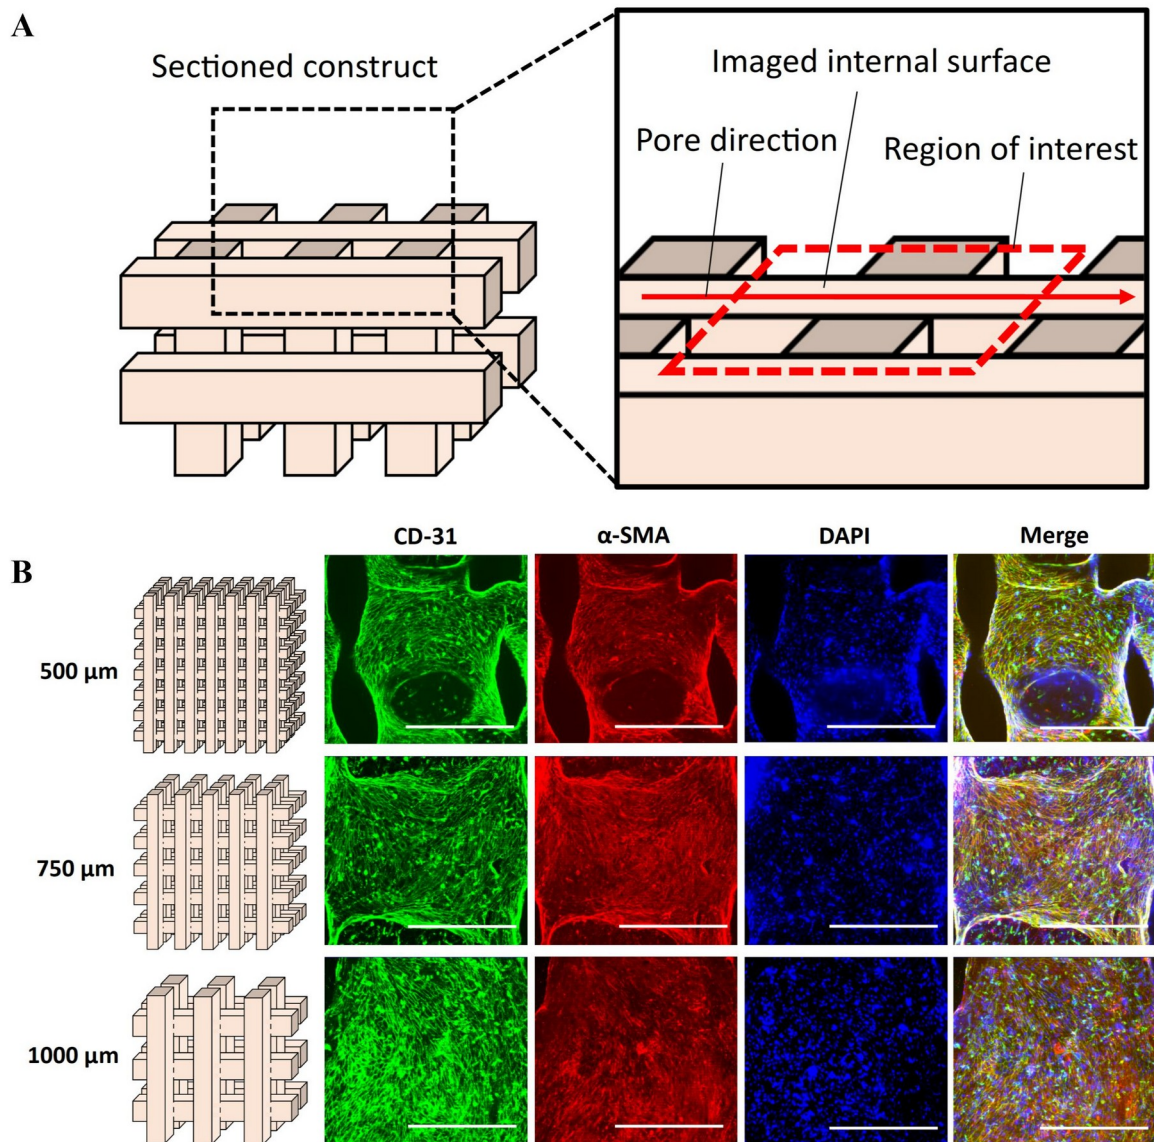 A
Sectioned construct
Imaged internal surface
Pore direction
Region of interest
B
CD-31
α-SMA
DAPI
Merge
500 μm
750 μm
1000 μm